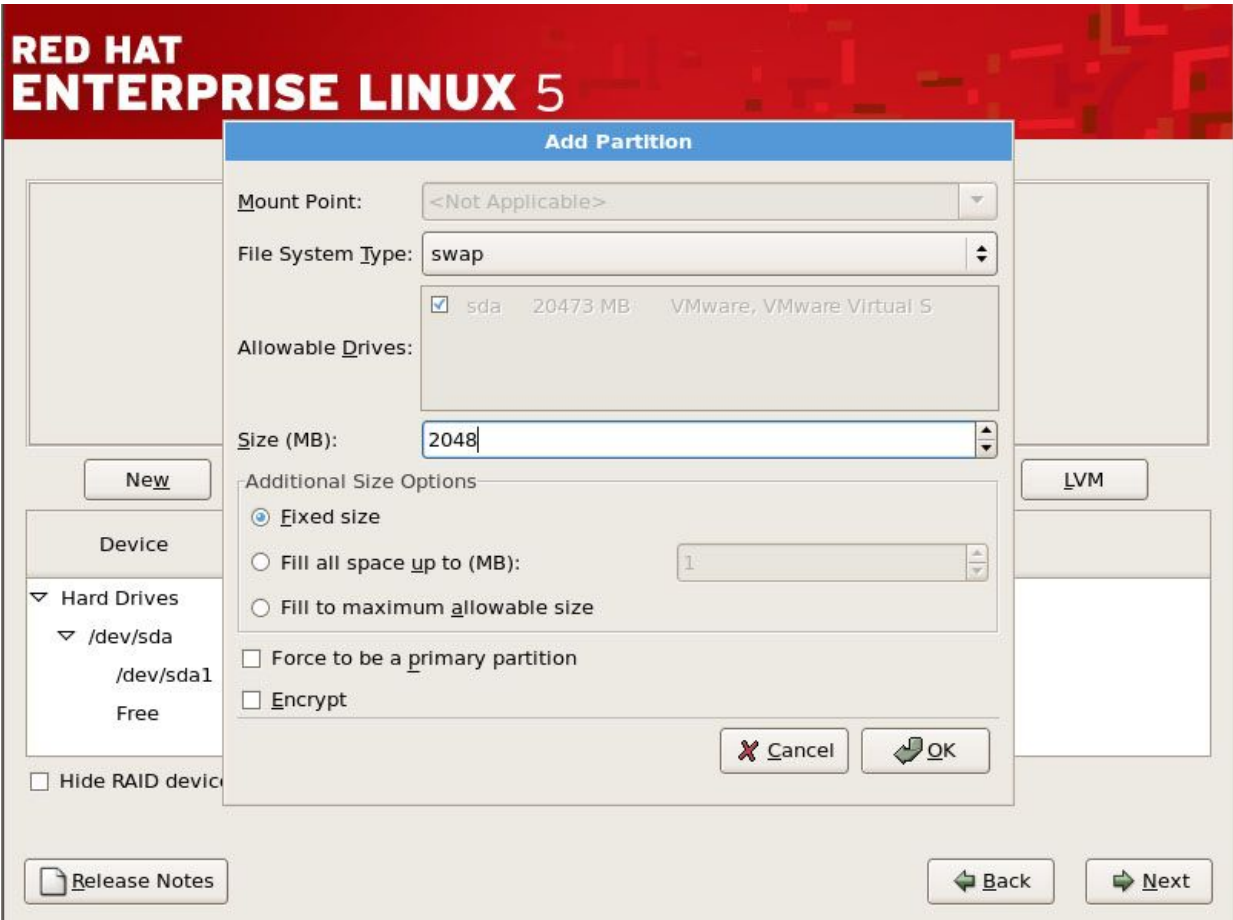 RED HAT
ENTERPRISE LINUX 5
Add Partition
Mount Point: <Not Applicable>
File System Type: swap
sda 20473 MB VMware, VMware Virtual S
Allowable Drives:
Size (MB): 2048
New
LVM
Additional Size Options
Fixed size
Device
Fill all space up to (MB): 1
Hard Drives
Fill to maximum allowable size
/dev/sda
Force to be a primary partition
/dev/sda1
Encrypt
Free
Cancel OK
Hide RAID devic
Release Notes Back Next